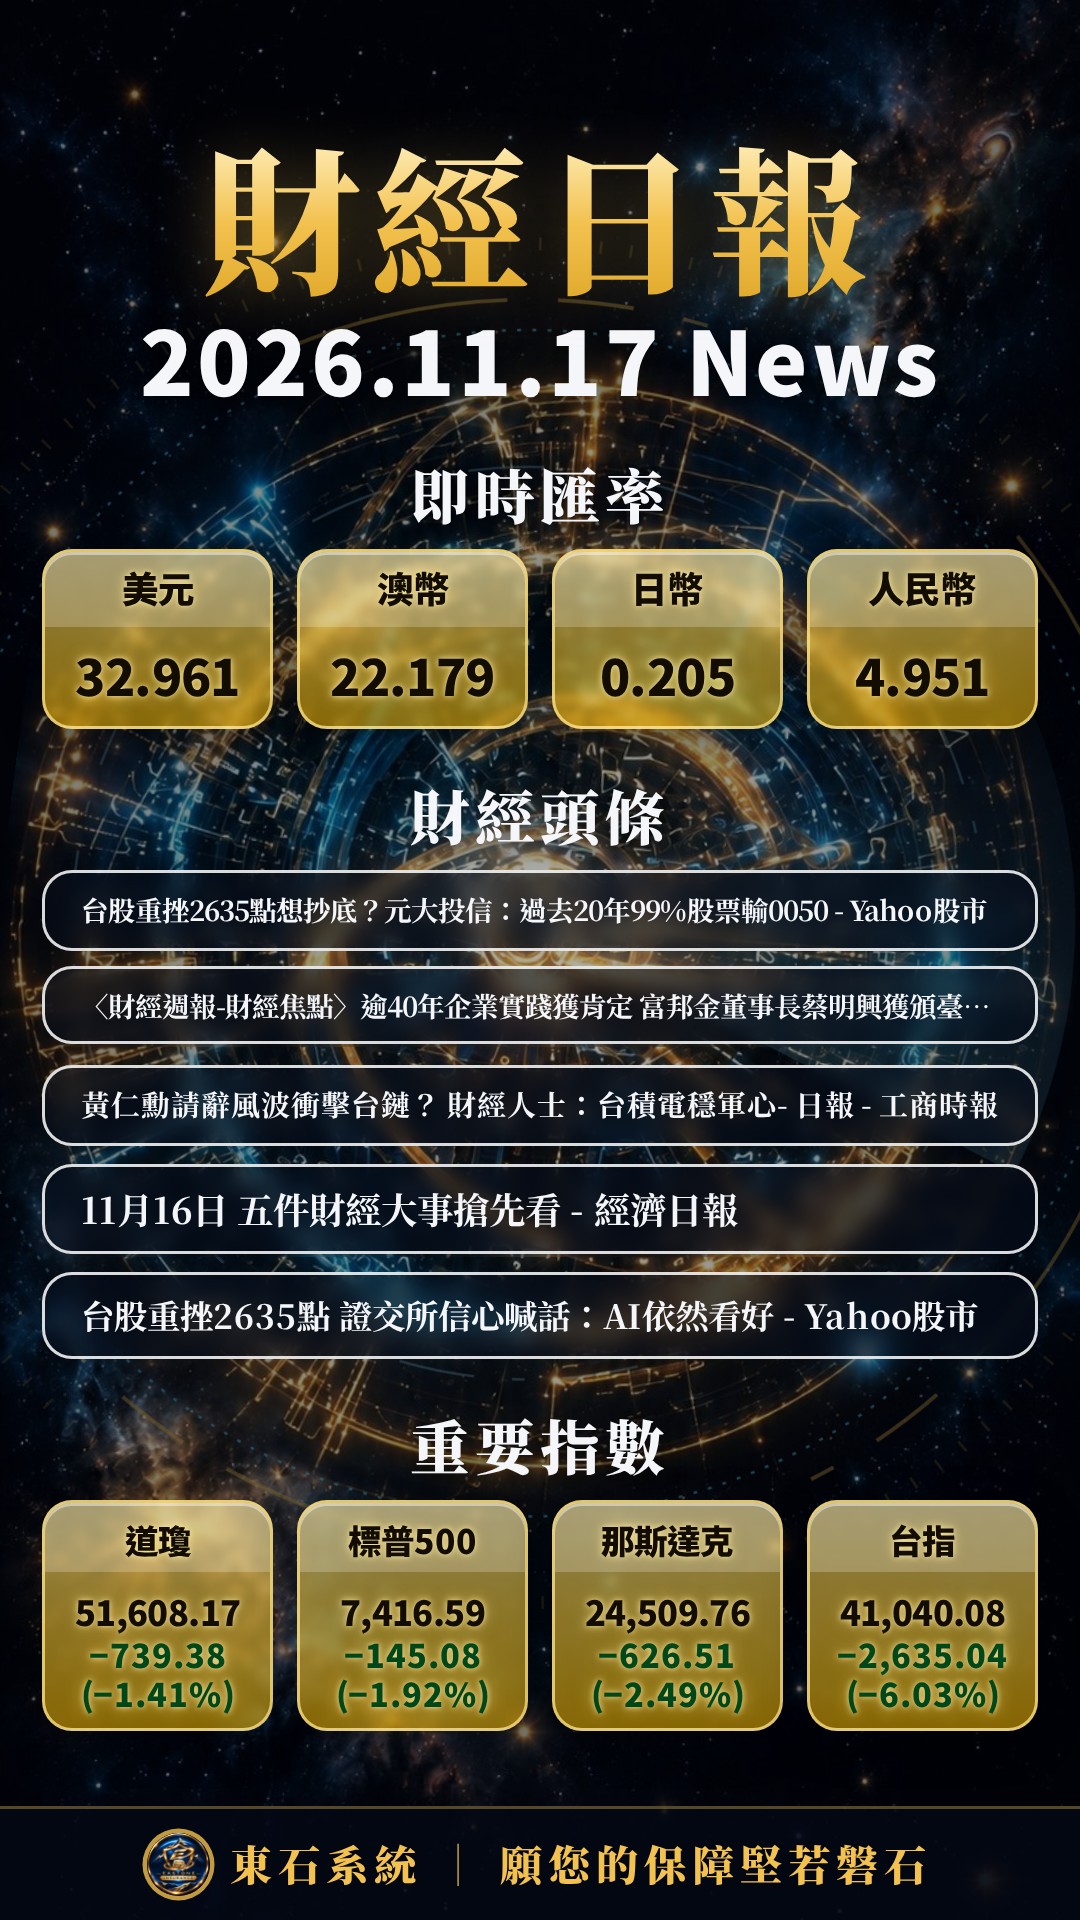 財經日報
2026.11.17 News
即時匯率
美元
32.961
澳幣
22.179
日幣
0.205
人民幣
4.951
財經頭條
台股重挫2635點想抄底？元大投信：過去20年99%股票輸0050 - Yahoo股市
〈財經週報-財經焦點〉逾40年企業實踐獲肯定 富邦金董事長蔡明興獲頒臺…
黃仁勳請辭風波衝擊台鏈？ 財經人士：台積電穩軍心- 日報 - 工商時報
11月16日 五件財經大事搶先看 - 經濟日報
台股重挫2635點 證交所信心喊話：AI依然看好 - Yahoo股市
重要指數
道瓊
51,608.17
−739.38
(−1.41%)
標普500
7,416.59
−145.08
(−1.92%)
那斯達克
24,509.76
−626.51
(−2.49%)
台指
41,040.08
−2,635.04
(−6.03%)
東石系統 ｜ 願您的保障堅若磐石